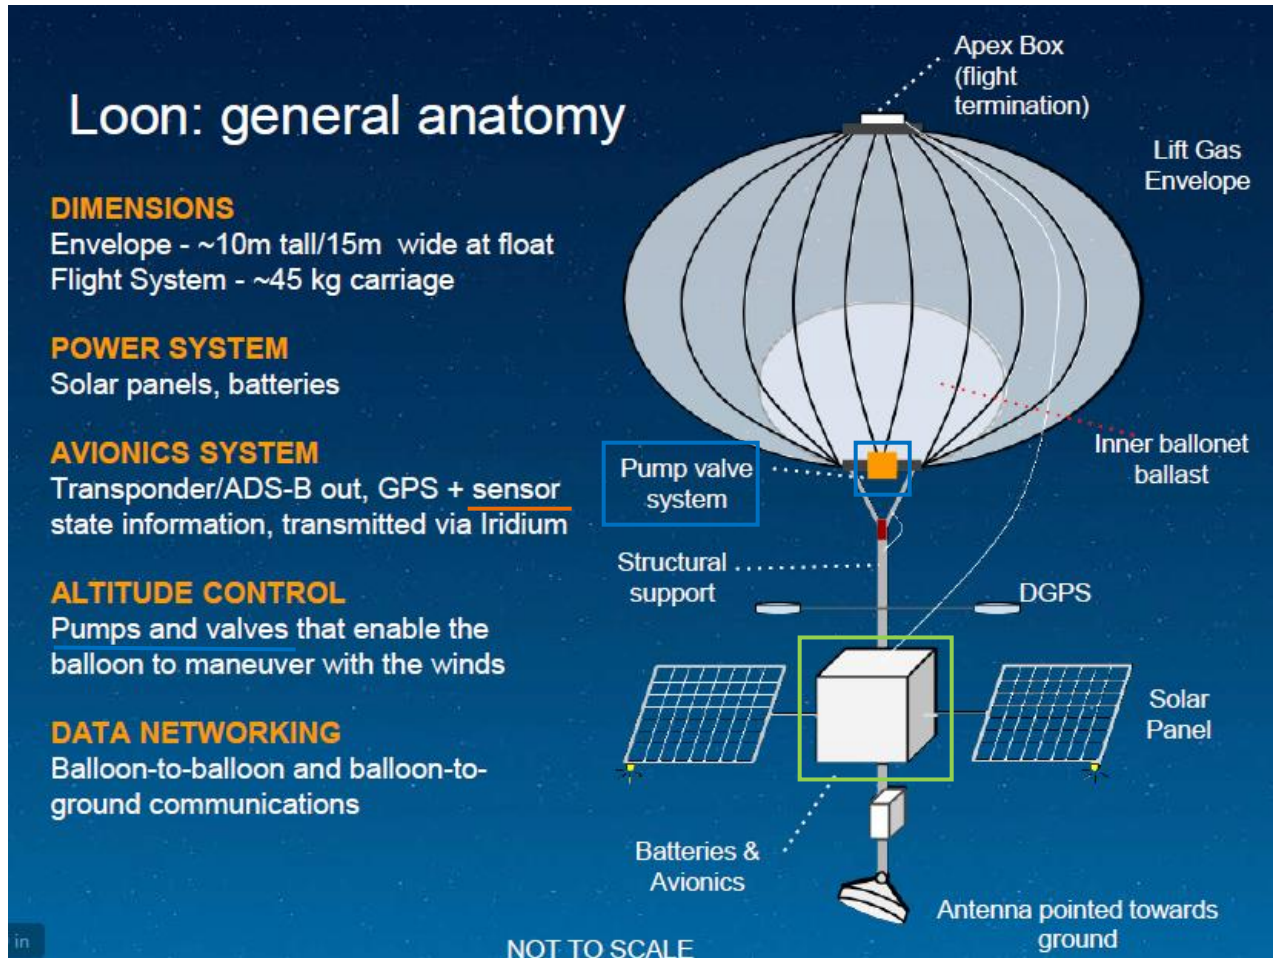 Loon: general anatomy
DIMENSIONS
Envelope - ~10m tall/15m wide at float
Flight System - ~45 kg carriage
POWER SYSTEM
Solar panels, batteries
AVIONICS SYSTEM
Transponder/ADS-B out, GPS + sensor
state information, transmitted via Iridium
ALTITUDE CONTROL
Pumps and valves that enable the
balloon to maneuver with the winds
DATA NETWORKING
Balloon-to-balloon and balloon-to-
ground communications
Apex Box
(flight
termination)
Lift Gas
Envelope
Inner ballonet
ballast
Pump valve
system
Structural
support
DGPS
Solar
Panel
Batteries &
Avionics
Antenna pointed towards
ground
NOT TO SCALE
in